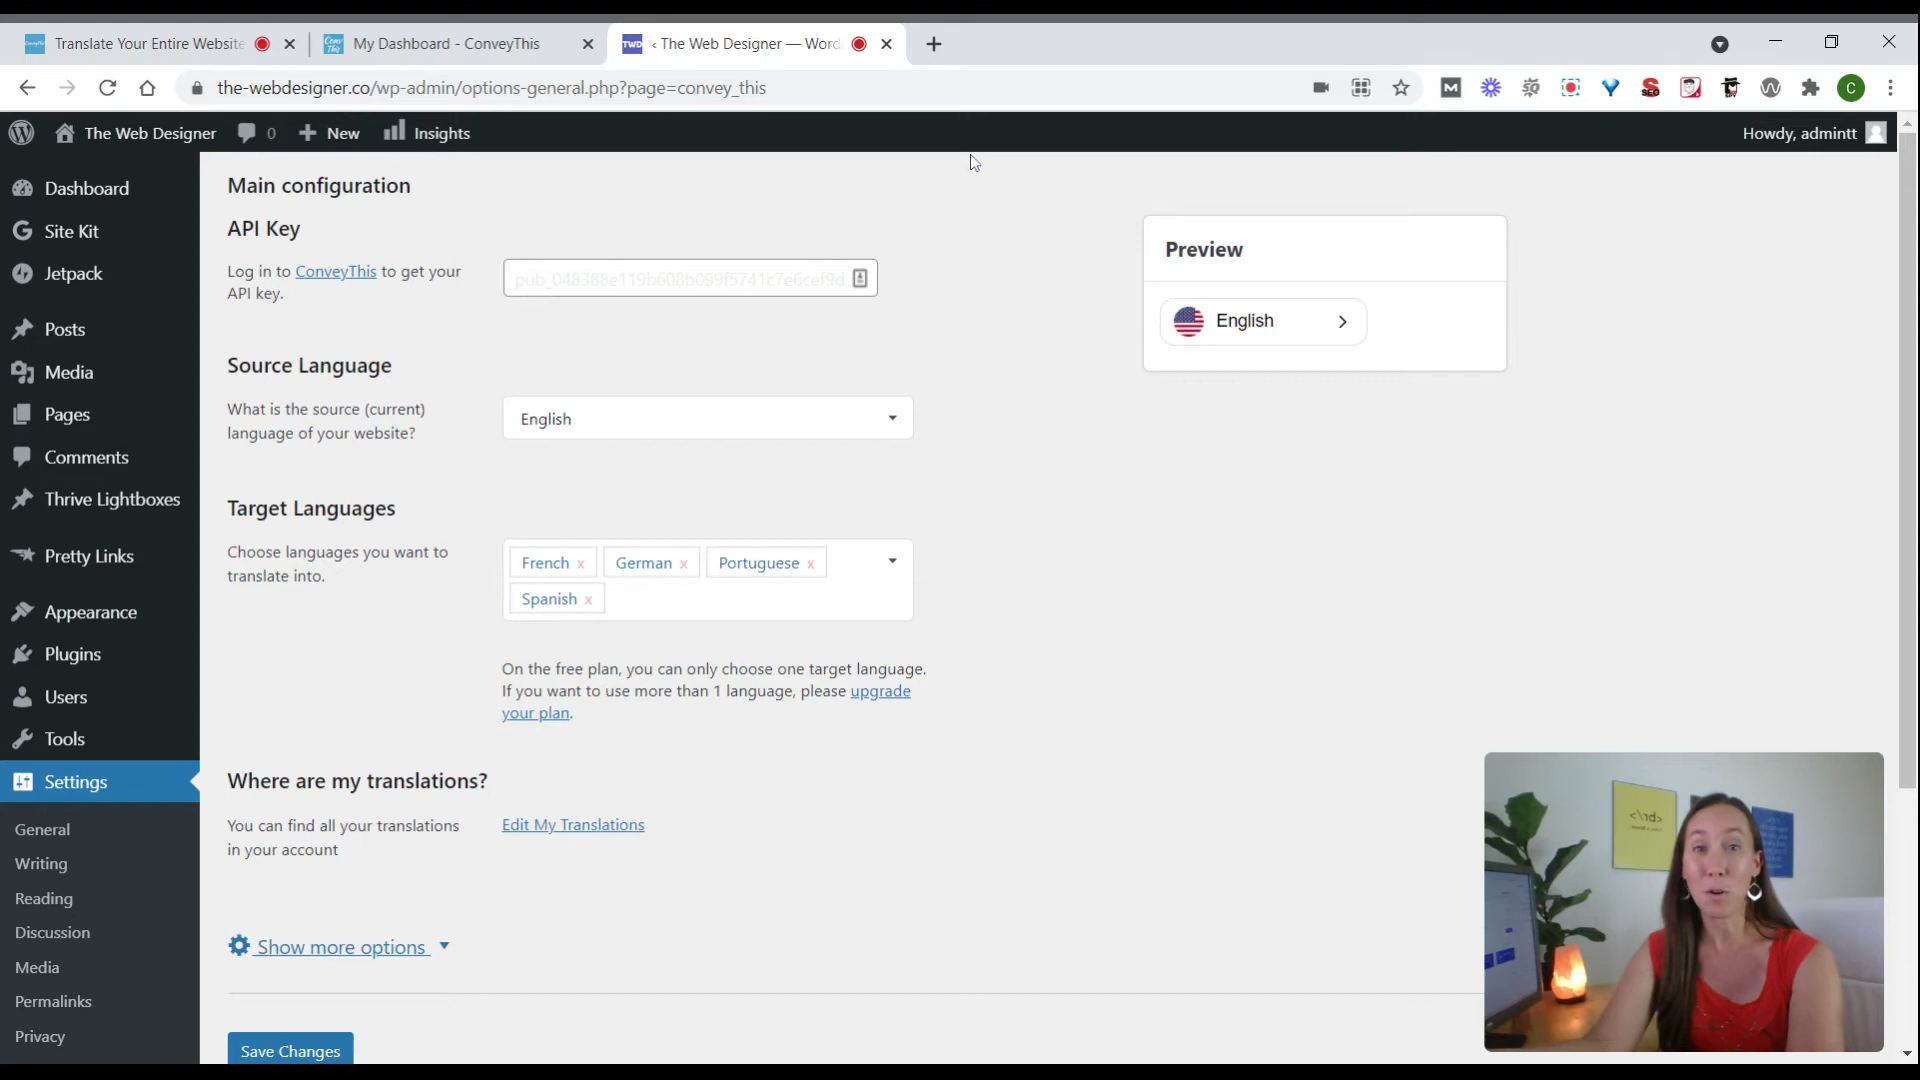 Translate Your Entire Website
My Dashboard - ConveyThis
TWD
‹ The Web Designer — Word
the-webdesigner.co/wp-admin/options-general.php?page=convey_this
M
SEO
C
The Web Designer
0
New
Insights
Howdy, admintt
Dashboard
Site Kit
Jetpack
Posts
Media
Pages
Comments
Thrive Lightboxes
Pretty Links
Appearance
Plugins
Users
Tools
Settings
General
Writing
Reading
Discussion
Media
Permalinks
Privacy
Main configuration
API Key
Log in to ConveyThis to get your
API key.
pub_048388e119b608b099f5741c7e6cef9d
Source Language
What is the source (current)
language of your website?
English
Target Languages
Choose languages you want to
translate into.
French x
German x
Portuguese x
Spanish x
On the free plan, you can only choose one target language.
If you want to use more than 1 language, please upgrade
your plan.
Where are my translations?
You can find all your translations
in your account
Edit My Translations
Show more options
Save Changes
Preview
English